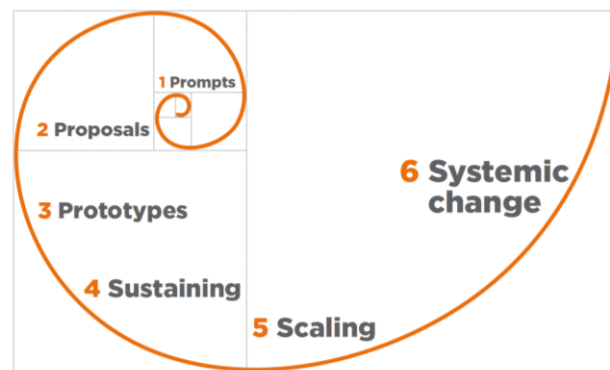 1 Prompts
2 Proposals
3 Prototypes
4 Sustaining
5 Scaling
6 Systemic
change